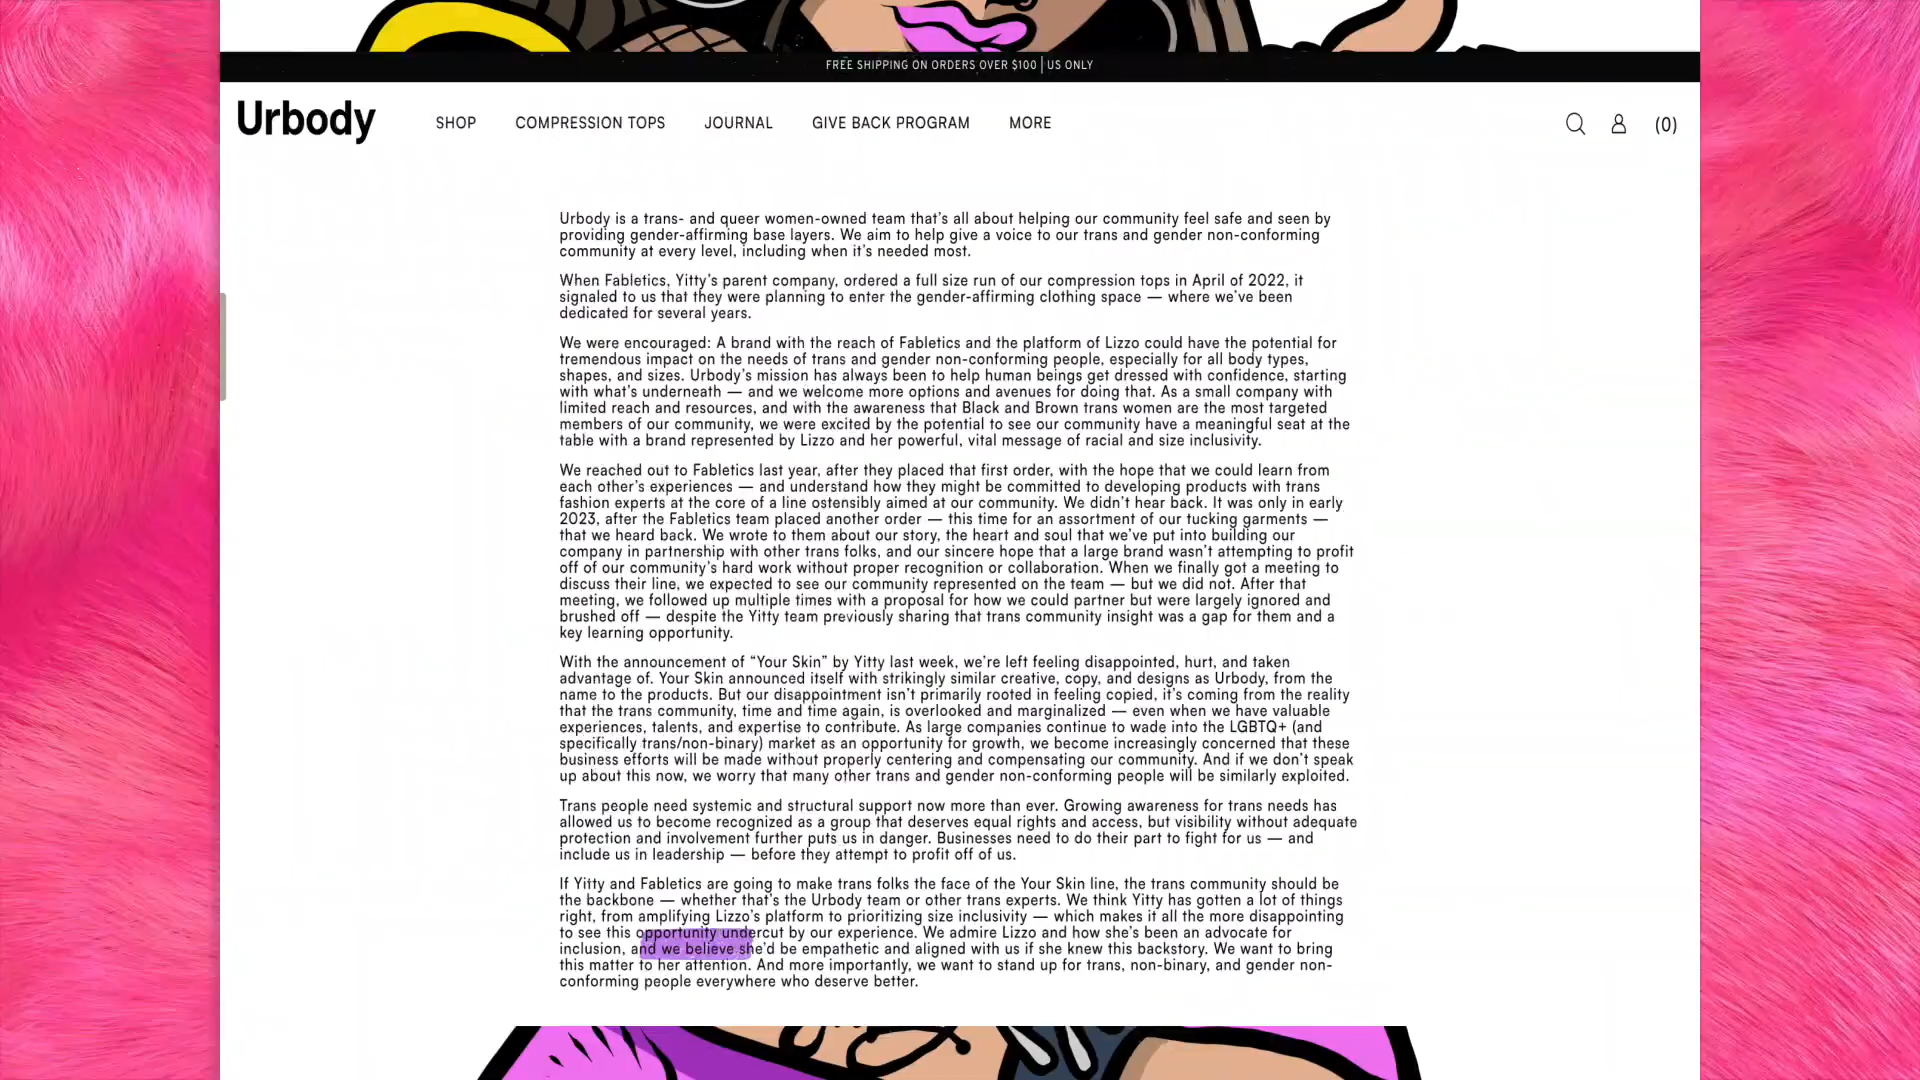 FREE SHIPPING ON ORDERS OVER $100 | US ONLY
Urbody
SHOP
COMPRESSION TOPS
JOURNAL
GIVE BACK PROGRAM
MORE
(0)
Urbody is a trans- and queer women-owned team that's all about helping our community feel safe and seen by
providing gender-affirming base layers. We aim to help give a voice to our trans and gender non-conforming
community at every level, including when it's needed most.
When Fabletics, Yitty's parent company, ordered a full size run of our compression tops in April of 2022, it
signaled to us that they were planning to enter the gender-affirming clothing space — where we've been
dedicated for several years.
We were encouraged: A brand with the reach of Fabletics and the platform of Lizzo could have the potential for
tremendous impact on the needs of trans and gender non-conforming people, especially for all body types,
shapes, and sizes. Urbody's mission has always been to help human beings get dressed with confidence, starting
with what's underneath — and we welcome more options and avenues for doing that. As a small company with
limited reach and resources, and with the awareness that Black and Brown trans women are the most targeted
members of our community, we were excited by the potential to see our community have a meaningful seat at the
table with a brand represented by Lizzo and her powerful, vital message of racial and size inclusivity.
We reached out to Fabletics last year, after they placed that first order, with the hope that we could learn from
each other's experiences — and understand how they might be committed to developing products with trans
fashion experts at the core of a line ostensibly aimed at our community. We didn't hear back. It was only in early
2023, after the Fabletics team placed another order — this time for an assortment of our tucking garments —
that we heard back. We wrote to them about our story, the heart and soul that we've put into building our
company in partnership with other trans folks, and our sincere hope that a large brand wasn't attempting to profit
off of our community's hard work without proper recognition or collaboration. When we finally got a meeting to
discuss their line, we expected to see our community represented on the team — but we did not. After that
meeting, we followed up multiple times with a proposal for how we could partner but were largely ignored and
brushed off — despite the Yitty team previously sharing that trans community insight was a gap for them and a
key learning opportunity.
With the announcement of “Your Skin” by Yitty last week, we're left feeling disappointed, hurt, and taken
advantage of. Your Skin announced itself with strikingly similar creative, copy, and designs as Urbody, from the
name to the products. But our disappointment isn't primarily rooted in feeling copied, it's coming from the reality
that the trans community, time and time again, is overlooked and marginalized — even when we have valuable
experiences, talents, and expertise to contribute. As large companies continue to wade into the LGBTQ+ (and
specifically trans/non-binary) market as an opportunity for growth, we become increasingly concerned that these
business efforts will be made without properly centering and compensating our community. And if we don't speak
up about this now, we worry that many other trans and gender non-conforming people will be similarly exploited.
Trans people need systemic and structural support now more than ever. Growing awareness for trans needs has
allowed us to become recognized as a group that deserves equal rights and access, but visibility without adequate
protection and involvement further puts us in danger. Businesses need to do their part to fight for us — and
include us in leadership — before they attempt to profit off of us.
If Yitty and Fabletics are going to make trans folks the face of the Your Skin line, the trans community should be
the backbone — whether that's the Urbody team or other trans experts. We think Yitty has gotten a lot of things
right, from amplifying Lizzo's platform to prioritizing size inclusivity — which makes it all the more disappointing
to see this opportunity undercut by our experience. We admire Lizzo and how she's been an advocate for
inclusion, and we believe she'd be empathetic and aligned with us if she knew this backstory. We want to bring
this matter to her attention. And more importantly, we want to stand up for trans, non-binary, and gender non-
conforming people everywhere who deserve better.